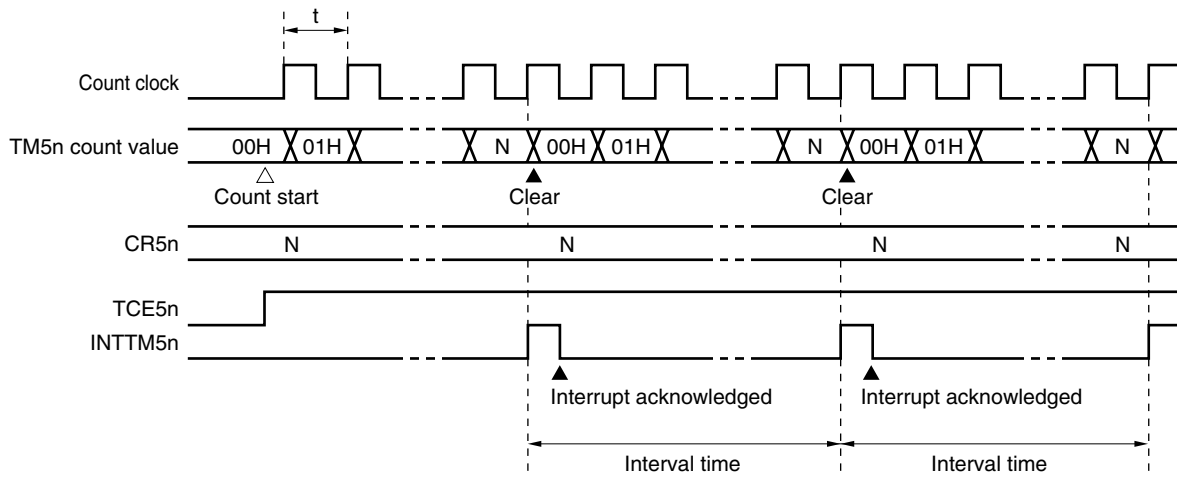 t
Count clock
TM5n count value 00H 01H N 00H 01H N 00H 01H N
Count start Clear Clear
CR5n N N N N
TCE5n
INTTM5n
Interrupt acknowledged Interrupt acknowledged
Interval time Interval time